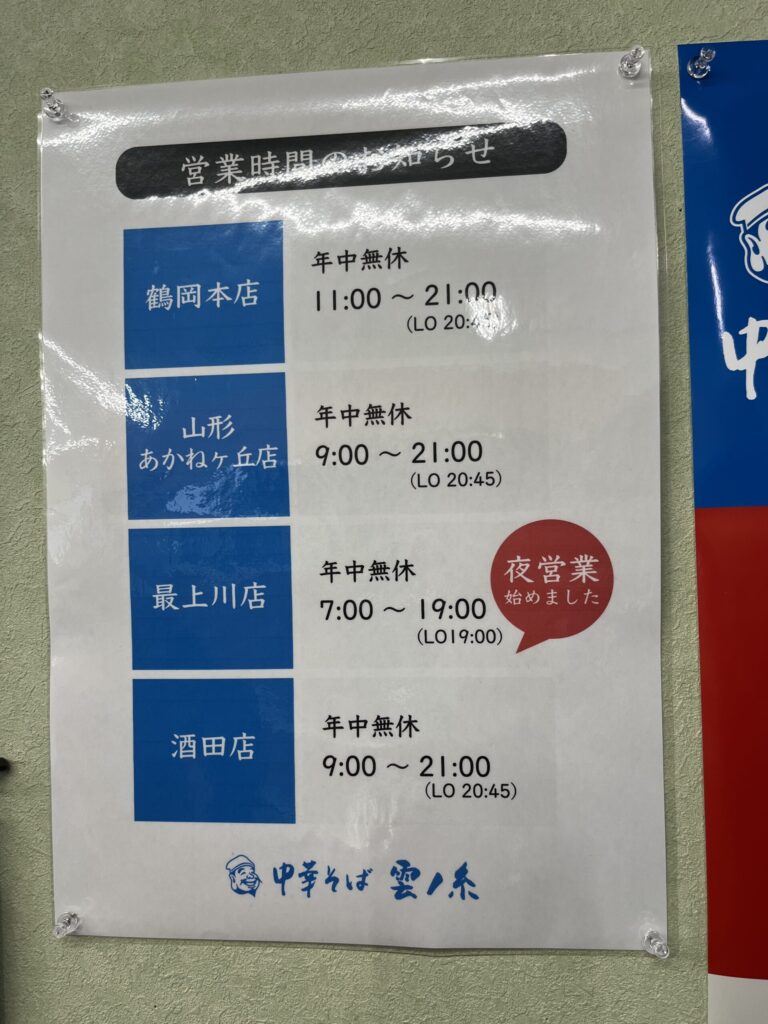 営業時間のお知らせ
鶴岡本店
年中無休
11:00 ～ 21:00
(LO 20:45)
山形
あかねヶ丘店
年中無休
9:00 ～ 21:00
(LO 20:45)
最上川店
年中無休
7:00 ～ 19:00
(LO19:00)
夜営業
始めました
酒田店
年中無休
9:00 ～ 21:00
(LO 20:45)
中華そば 雲ノ糸
中